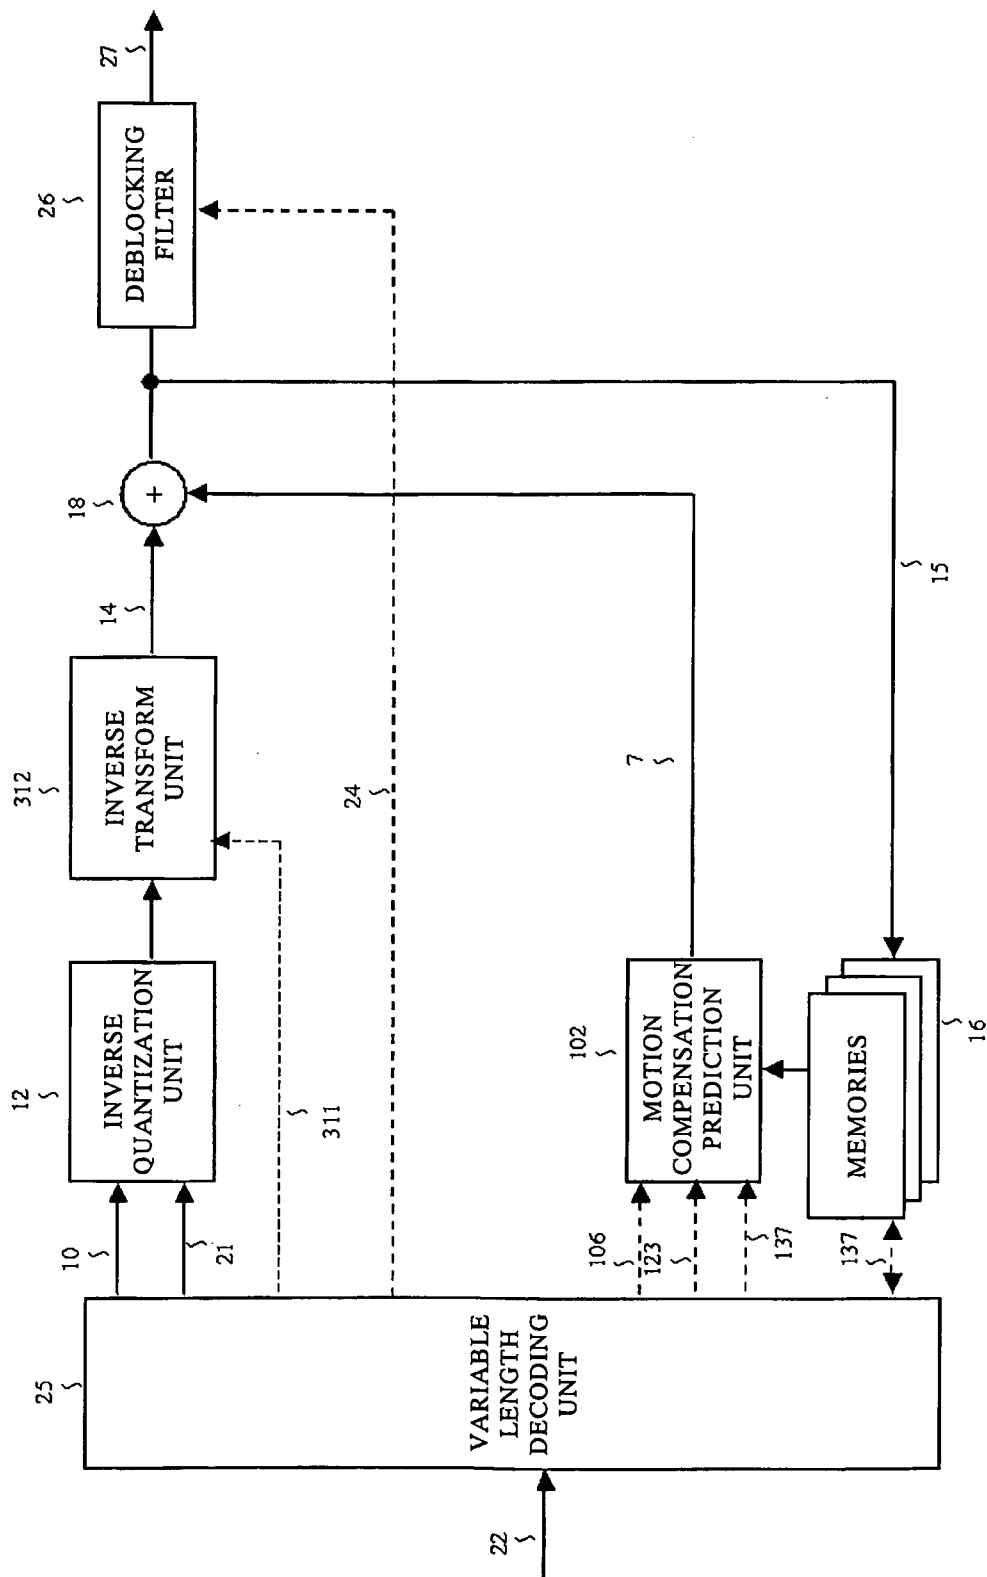 22
25
VARIABLE
LENGTH
DECODING
UNIT
10
21
12
INVERSE
QUANTIZATION
UNIT
311
312
INVERSE
TRANSFORM
UNIT
14
18
+
26
DEBLOCKING
FILTER
27
24
106
123
137
102
MOTION
COMPENSATION
PREDICTION
UNIT
7
137
MEMORIES
16
15